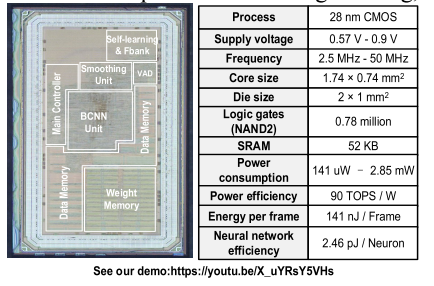 Self-learning
& Fbank
Smoothing
Unit
VAD
Main Controller
BCNN
Unit
Data Memory
Data Memory
Weight
Memory
Process 28 nm CMOS
Supply voltage 0.57 V - 0.9 V
Frequency 2.5 MHz - 50 MHz
Core size 1.74 × 0.74 mm²
Die size 2 × 1 mm²
Logic gates
(NAND2) 0.78 million
SRAM 52 KB
Power
consumption 141 uW – 2.85 mW
Power efficiency 90 TOPS / W
Energy per frame 141 nJ / Frame
Neural network
efficiency 2.46 pJ / Neuron
See our demo:https://youtu.be/X_uYRsY5VHs